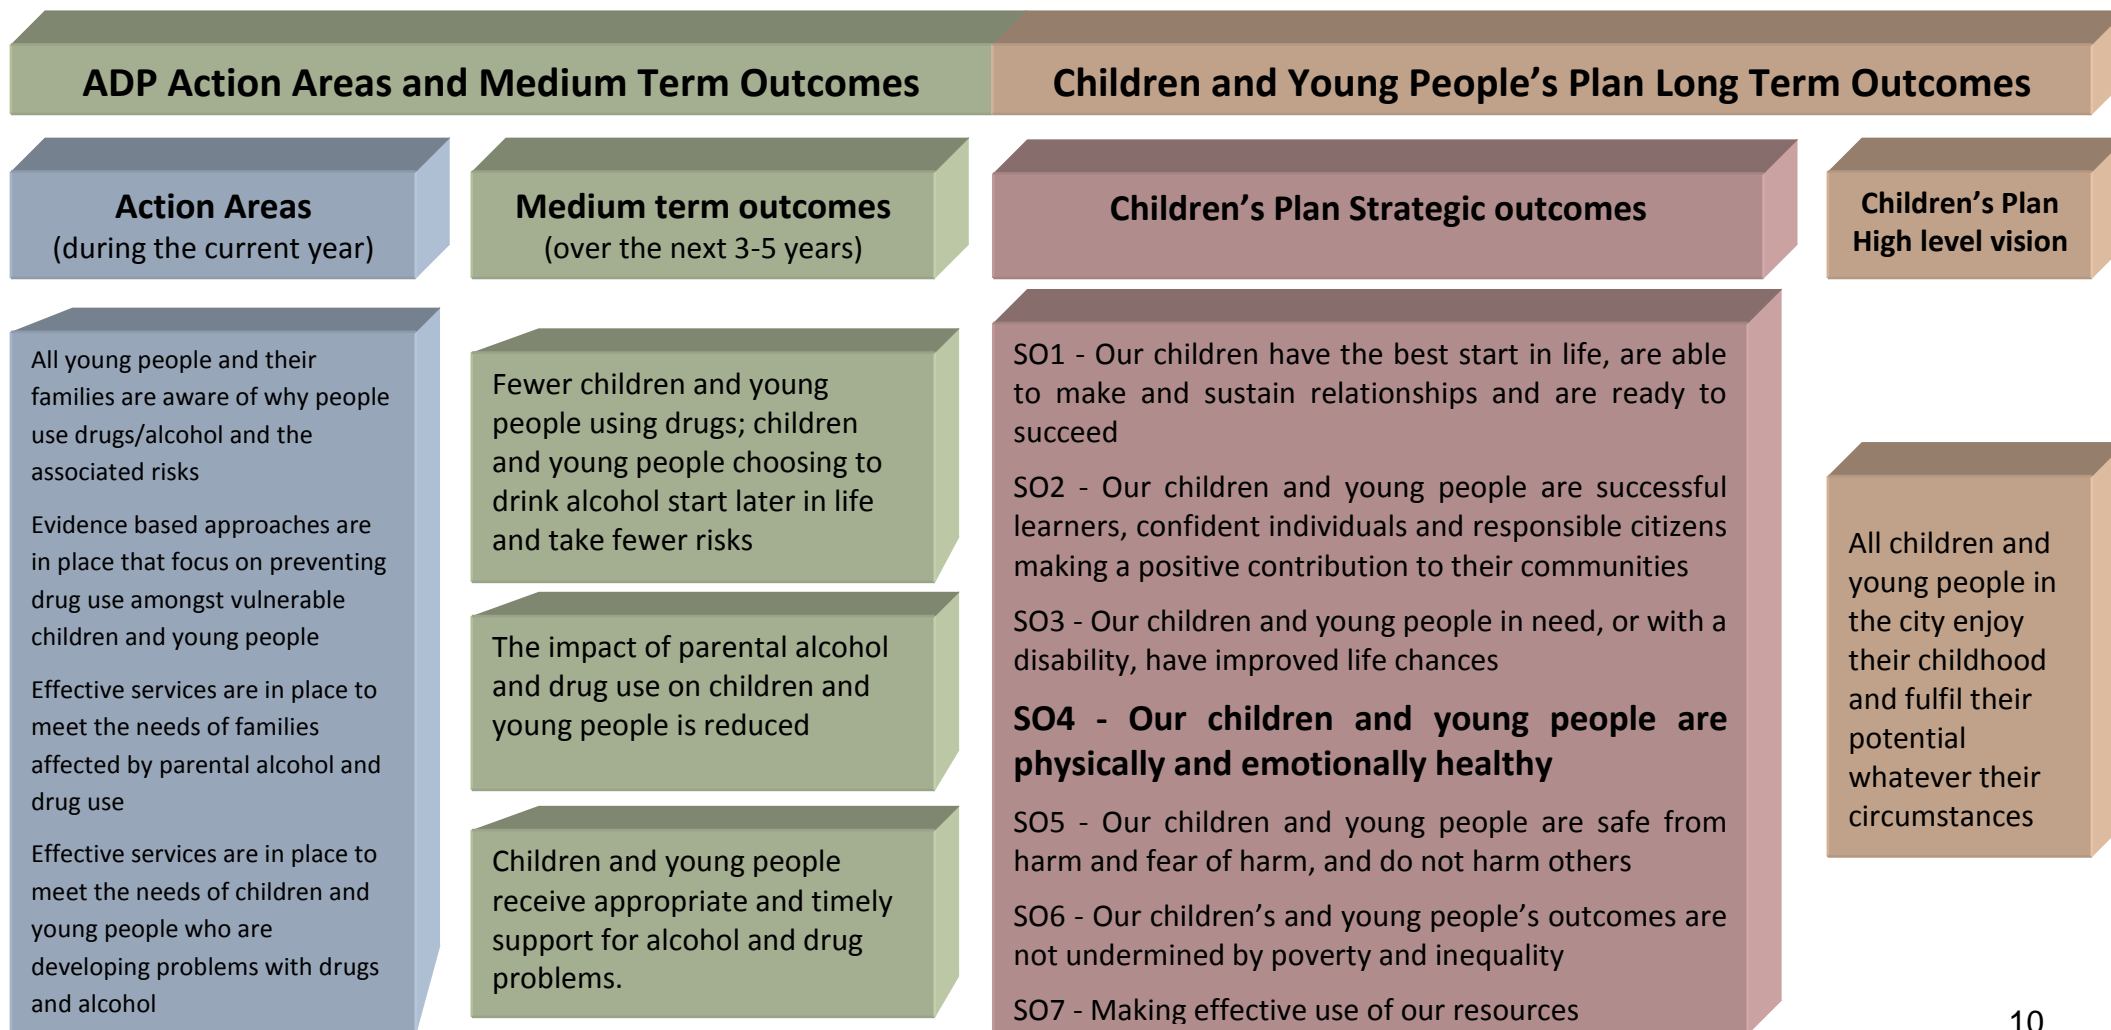 ADP Action Areas and Medium Term Outcomes
Children and Young People’s Plan Long Term Outcomes
Action Areas
(during the current year)
Medium term outcomes
(over the next 3-5 years)
Children’s Plan Strategic outcomes
Children’s Plan
High level vision
All young people and their
families are aware of why people
use drugs/alcohol and the
associated risks
Evidence based approaches are
in place that focus on preventing
drug use amongst vulnerable
children and young people
Effective services are in place to
meet the needs of families
affected by parental alcohol and
drug use
Effective services are in place to
meet the needs of children and
young people who are
developing problems with drugs
and alcohol
Fewer children and young
people using drugs; children
and young people choosing to
drink alcohol start later in life
and take fewer risks
The impact of parental alcohol
and drug use on children and
young people is reduced
Children and young people
receive appropriate and timely
support for alcohol and drug
problems.
SO1 - Our children have the best start in life, are able
to make and sustain relationships and are ready to
succeed
SO2 - Our children and young people are successful
learners, confident individuals and responsible citizens
making a positive contribution to their communities
SO3 - Our children and young people in need, or with a
disability, have improved life chances
SO4 - Our children and young people are
physically and emotionally healthy
SO5 - Our children and young people are safe from
harm and fear of harm, and do not harm others
SO6 - Our children’s and young people’s outcomes are
not undermined by poverty and inequality
SO7 - Making effective use of our resources
All children and
young people in
the city enjoy
their childhood
and fulfil their
potential
whatever their
circumstances
10